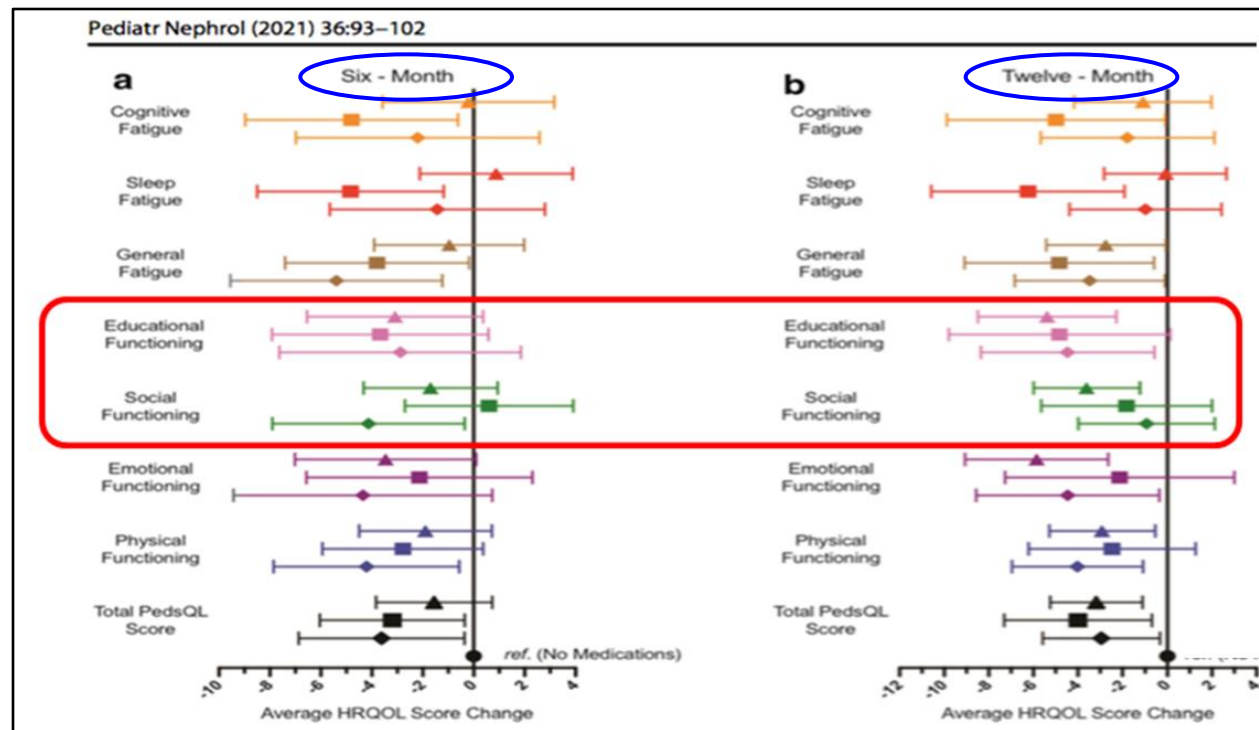 Pediatr Nephrol (2021) 36:93–102
a
Six - Month
Cognitive
Fatigue
Sleep
Fatigue
General
Fatigue
Educational
Functioning
Social
Functioning
Emotional
Functioning
Physical
Functioning
Total PedsQL
Score
ref. (No Medications)
-10 -8 -6 -4 -2 0 2 4
Average HRQOL Score Change
b
Twelve - Month
Cognitive
Fatigue
Sleep
Fatigue
General
Fatigue
Educational
Functioning
Social
Functioning
Emotional
Functioning
Physical
Functioning
Total PedsQL
Score
-12 -10 -8 -6 -4 -2 0 2 4
Average HRQOL Score Change